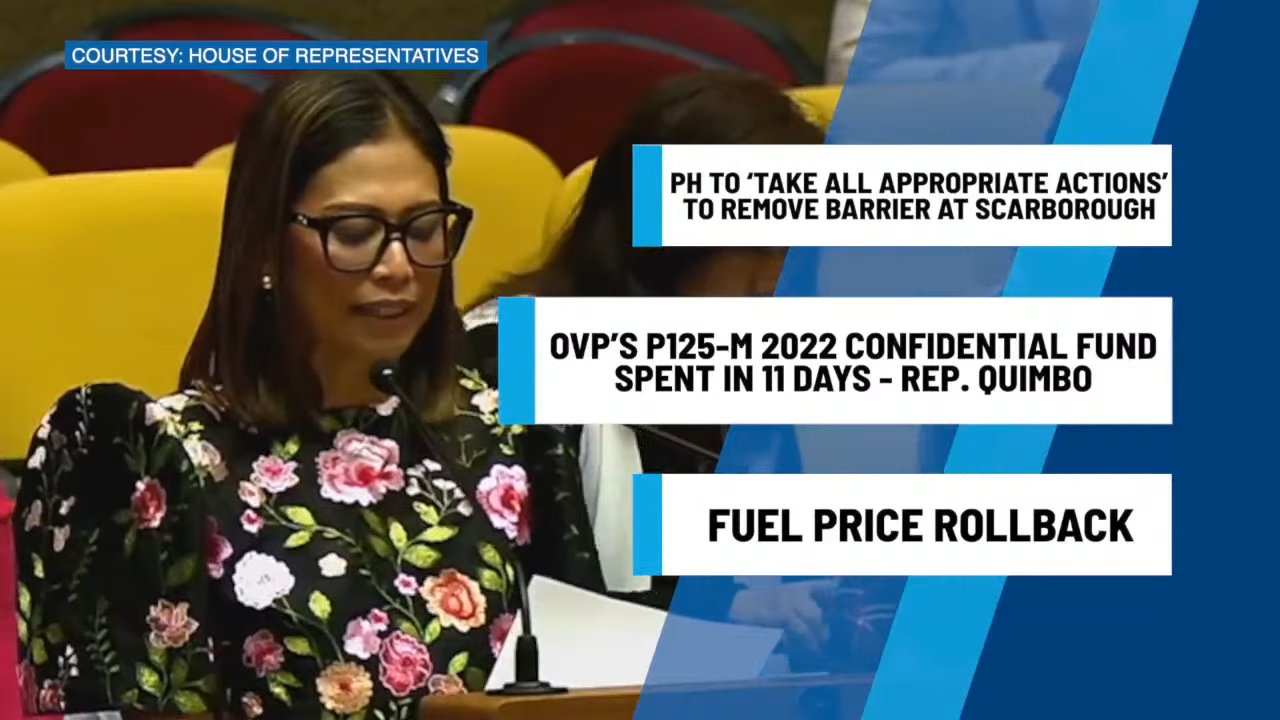 COURTESY: HOUSE OF REPRESENTATIVES
PH TO ‘TAKE ALL APPROPRIATE ACTIONS’
TO REMOVE BARRIER AT SCARBOROUGH
OVP’S P125-M 2022 CONFIDENTIAL FUND
SPENT IN 11 DAYS - REP. QUIMBO
FUEL PRICE ROLLBACK